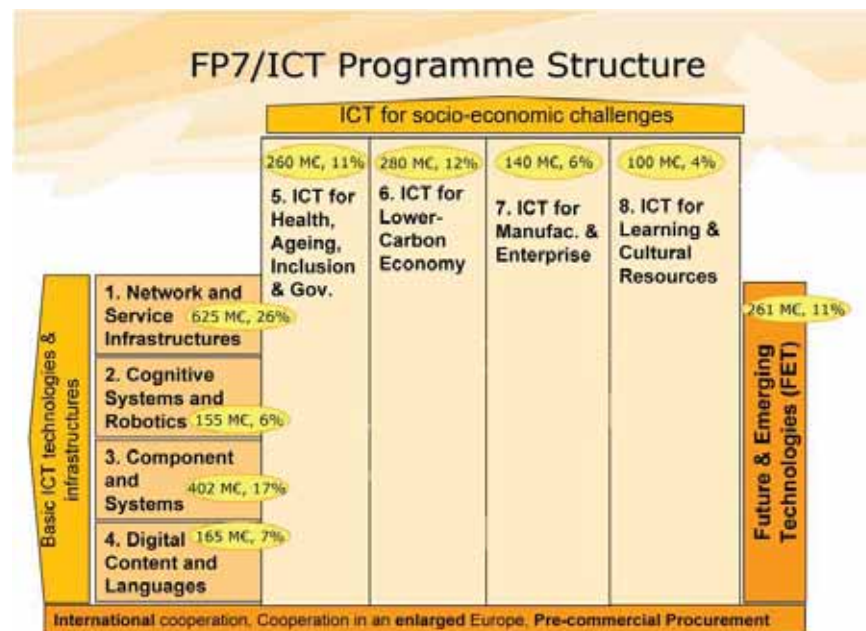 FP7/ICT Programme Structure
ICT for socio-economic challenges
260 M€, 11%
5. ICT for
Health,
Ageing,
Inclusion
& Gov.
280 M€, 12%
6. ICT for
Lower-
Carbon
Economy
140 M€, 6%
7. ICT for
Manufac. &
Enterprise
100 M€, 4%
8. ICT for
Learning &
Cultural
Resources
Basic ICT technologies &
infrastructures
1. Network and
Service
625 M€, 26%
Infrastructures
2. Cognitive
Systems and
Robotics
155 M€, 6%
3. Component
and
Systems
402 M€, 17%
4. Digital
165 M€, 7%
Content and
Languages
261 M€, 11%
Future & Emerging
Technologies (FET)
International cooperation, Cooperation in an enlarged Europe, Pre-commercial Procurement